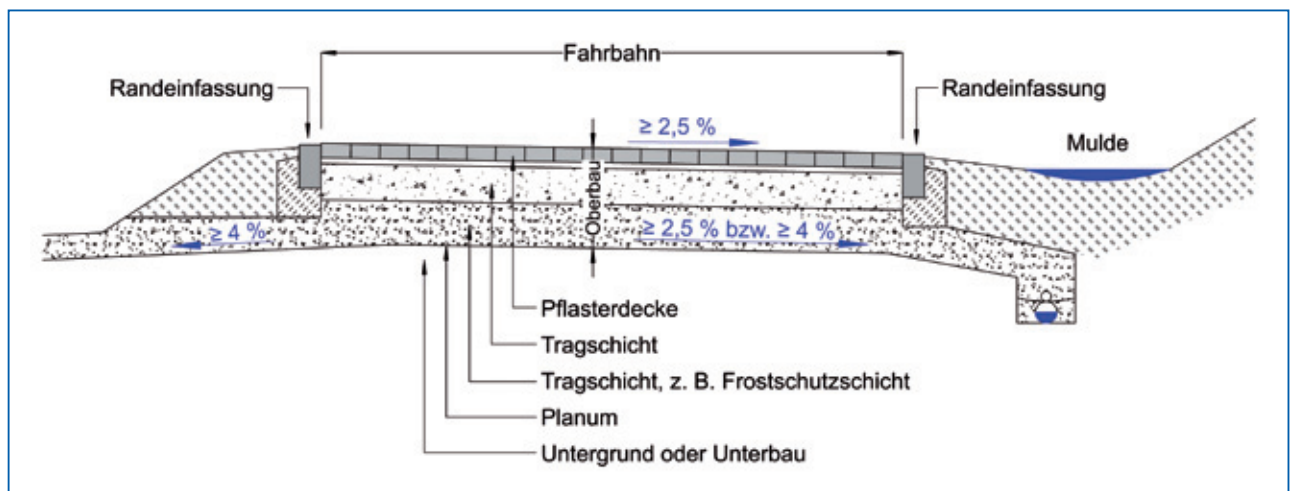 Fahrbahn
Randeinfassung
Randeinfassung
≥ 2,5 %
Mulde
Oberbau
≥ 4 %
≥ 2,5 % bzw. ≥ 4 %
Pflasterdecke
Tragschicht
Tragschicht, z. B. Frostschutzschicht
Planum
Untergrund oder Unterbau